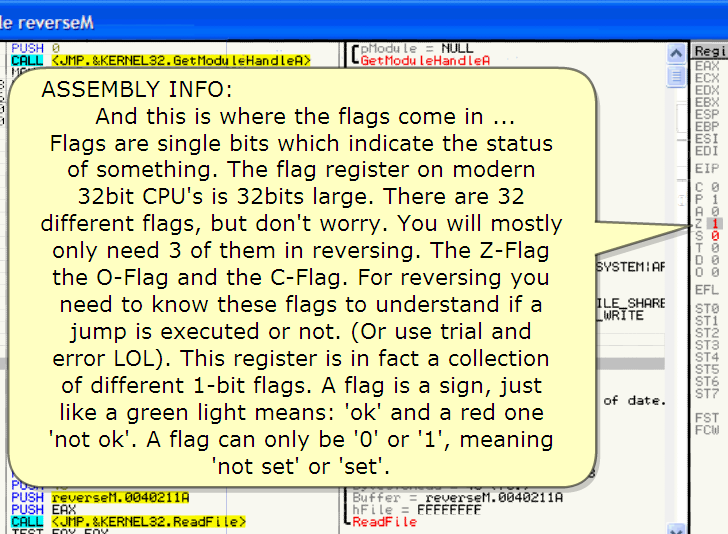 le reverseM
PUSH 0
CALL <JMP.&KERNEL32.GetModuleHandleA>
pModule = NULL
GetModuleHandleA
ASSEMBLY INFO:
And this is where the flags come in ...
Flags are single bits which indicate the status
of something. The flag register on modern
32bit CPU's is 32bits large. There are 32
different flags, but don't worry. You will mostly
only need 3 of them in reversing. The Z-Flag
the O-Flag and the C-Flag. For reversing you
need to know these flags to understand if a
jump is executed or not. (Or use trial and
error LOL). This register is in fact a collection
of different 1-bit flags. A flag is a sign, just
like a green light means: 'ok' and a red one
'not ok'. A flag can only be '0' or '1', meaning
'not set' or 'set'.
SYSTEM|AR
ILE_SHARE
_WRITE
of date.
PUSH reverseM.0040211A
PUSH EAX
CALL <JMP.&KERNEL32.ReadFile>
TEST EAX,EAX
Buffer = reverseM.0040211A
hFile = FFFFFFFF
ReadFile
Regi
EAX
ECX
EDX
EBX
ESP
EBP
ESI
EDI
EIP
C 0
P 1
A 0
Z 1
S 0
T 0
D 0
O 0
EFL
ST0
ST1
ST2
ST3
ST4
ST5
ST6
ST7
FST
FCW